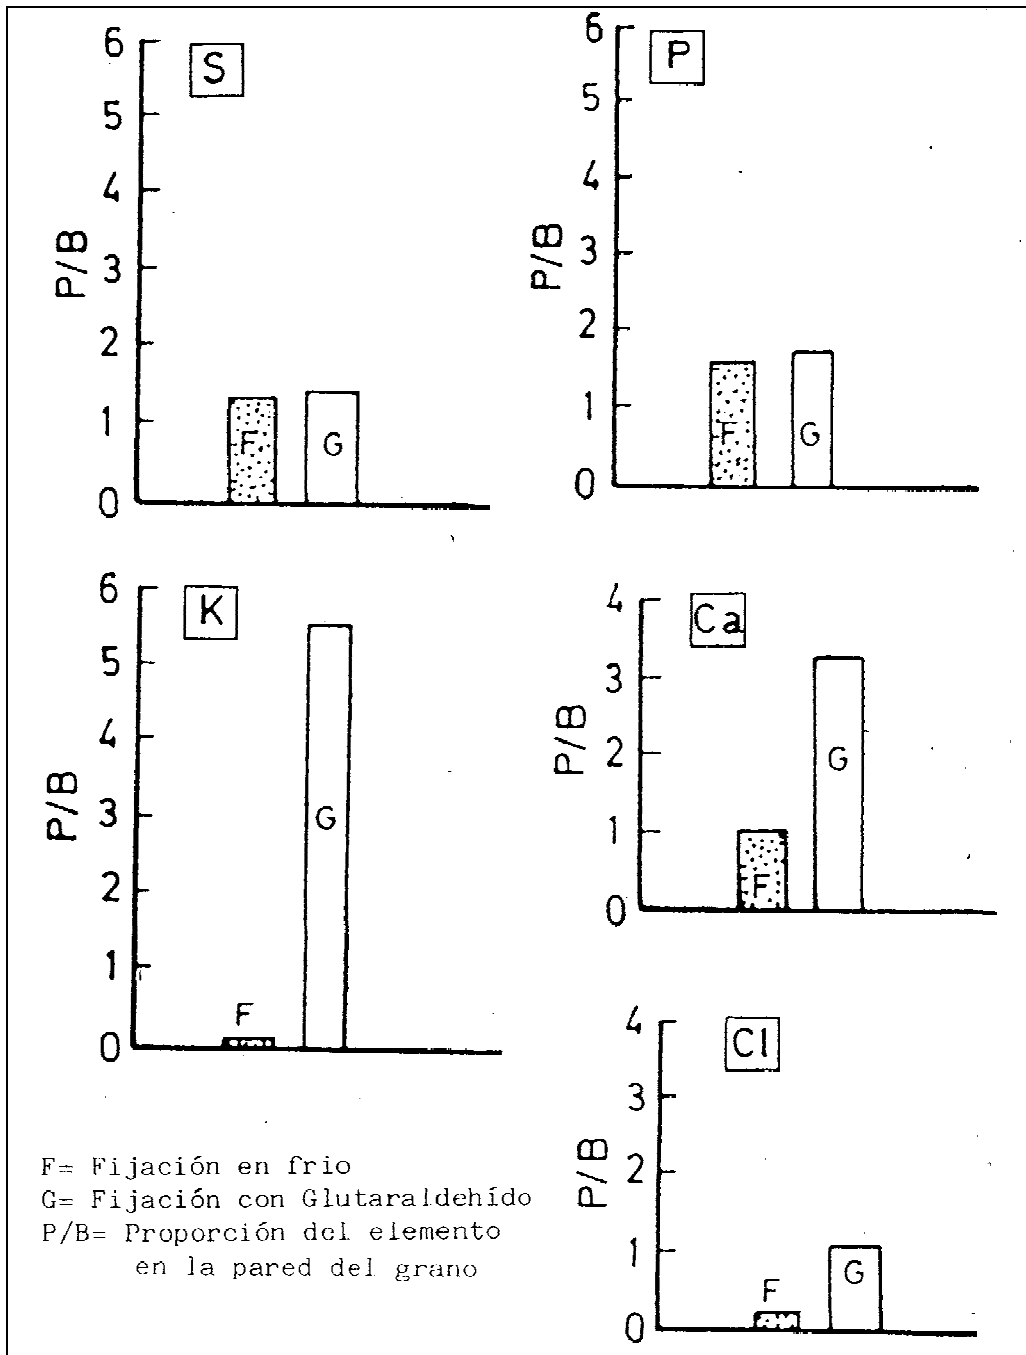 S
6
5
4
3
2
1
0
P/B
F
G
P
6
5
4
3
2
1
0
P/B
F
G
K
6
5
4
3
2
1
0
P/B
F
G
Ca
4
3
2
1
0
P/B
F
G
Cl
4
3
2
1
0
P/B
F
G
F= Fijación en frio
G= Fijación con Glutaraldehído
P/B= Proporción del elemento
en la pared del grano